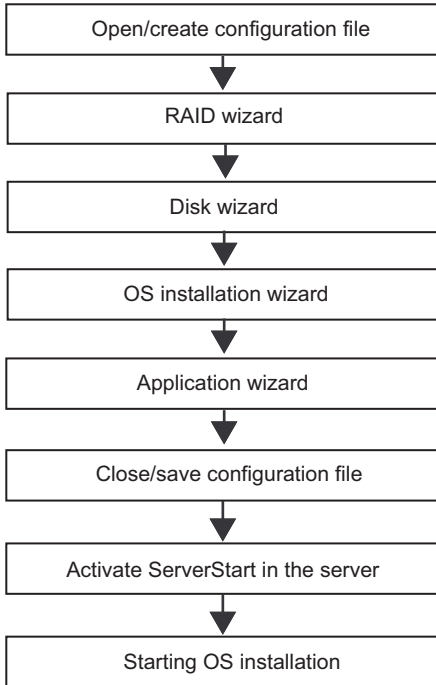 Open/create configuration file
RAID wizard
Disk wizard
OS installation wizard
Application wizard
Close/save configuration file
Activate ServerStart in the server
Starting OS installation